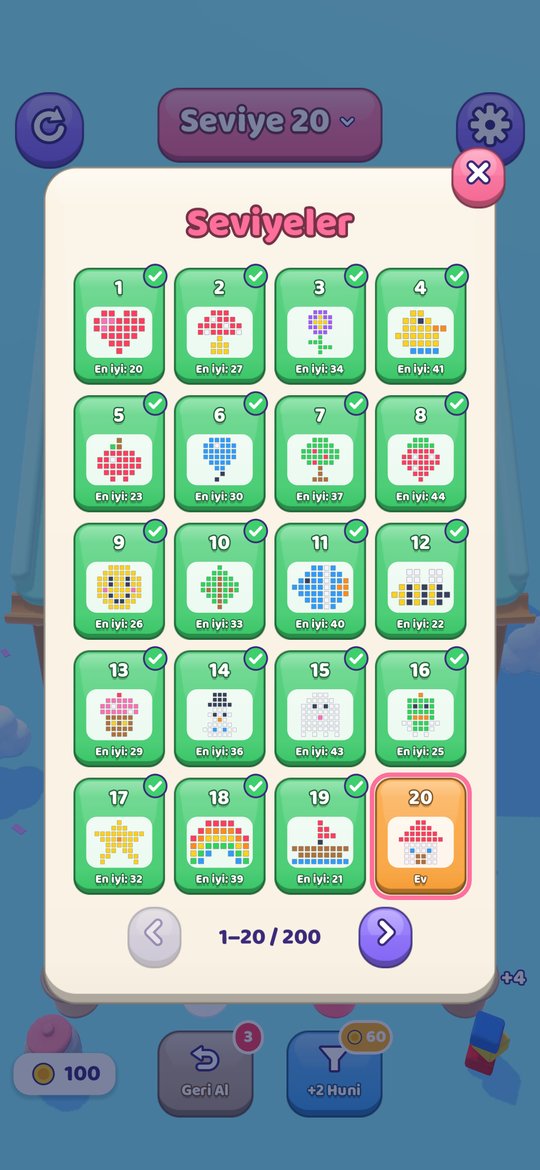 Seviye 20
Seviyeler
1 2 3 4
En iyi: 20 En iyi: 27 En iyi: 34 En iyi: 41
5 6 7 8
En iyi: 23 En iyi: 30 En iyi: 37 En iyi: 44
9 10 11 12
En iyi: 26 En iyi: 33 En iyi: 40 En iyi: 22
13 14 15 16
En iyi: 29 En iyi: 36 En iyi: 43 En iyi: 25
17 18 19 20
En iyi: 32 En iyi: 39 En iyi: 21 Ev
1–20 / 200
+4
3 60
100 Geri Al +2 Huni